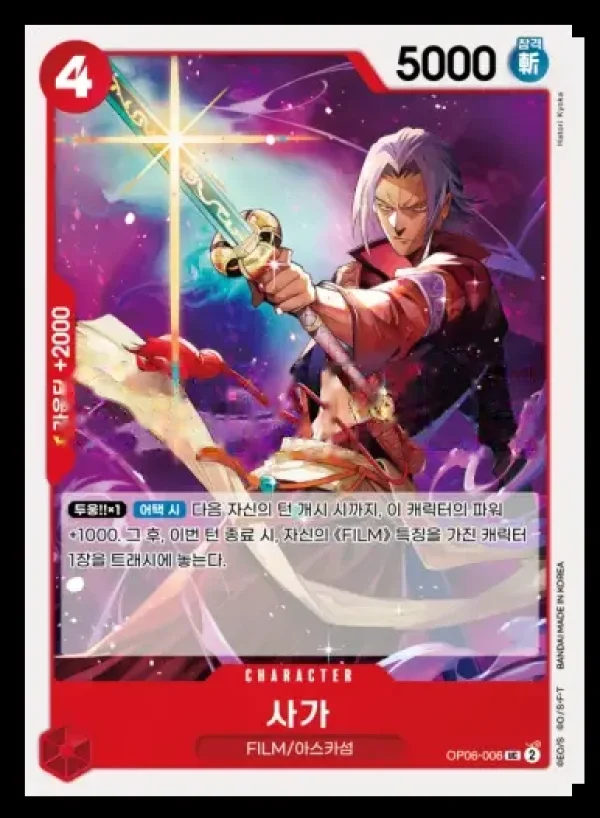 4
5000
참격
斬
Hatori Kyoka
카운터 +2000
두웅!!×1 어택 시 다음 자신의 턴 개시 시까지, 이 캐릭터의 파워
+1000. 그 후, 이번 턴 종료 시, 자신의 《FILM》 특징을 가진 캐릭터
1장을 트래시에 놓는다.
CHARACTER
사가
FILM/아스카섬
OP06-006 UC 2
©EO/S ©O/S·F·T BANDAI MADE IN KOREA